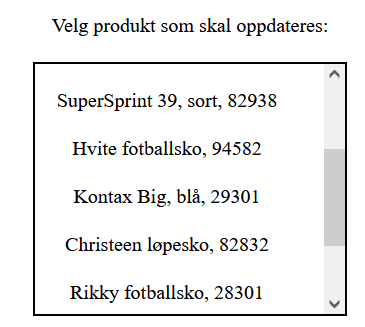 Velg produkt som skal oppdateres:
SuperSprint 39, sort, 82938
Hvite fotballsko, 94582
Kontax Big, blå, 29301
Christeen løpesko, 82832
Rikky fotballsko, 28301